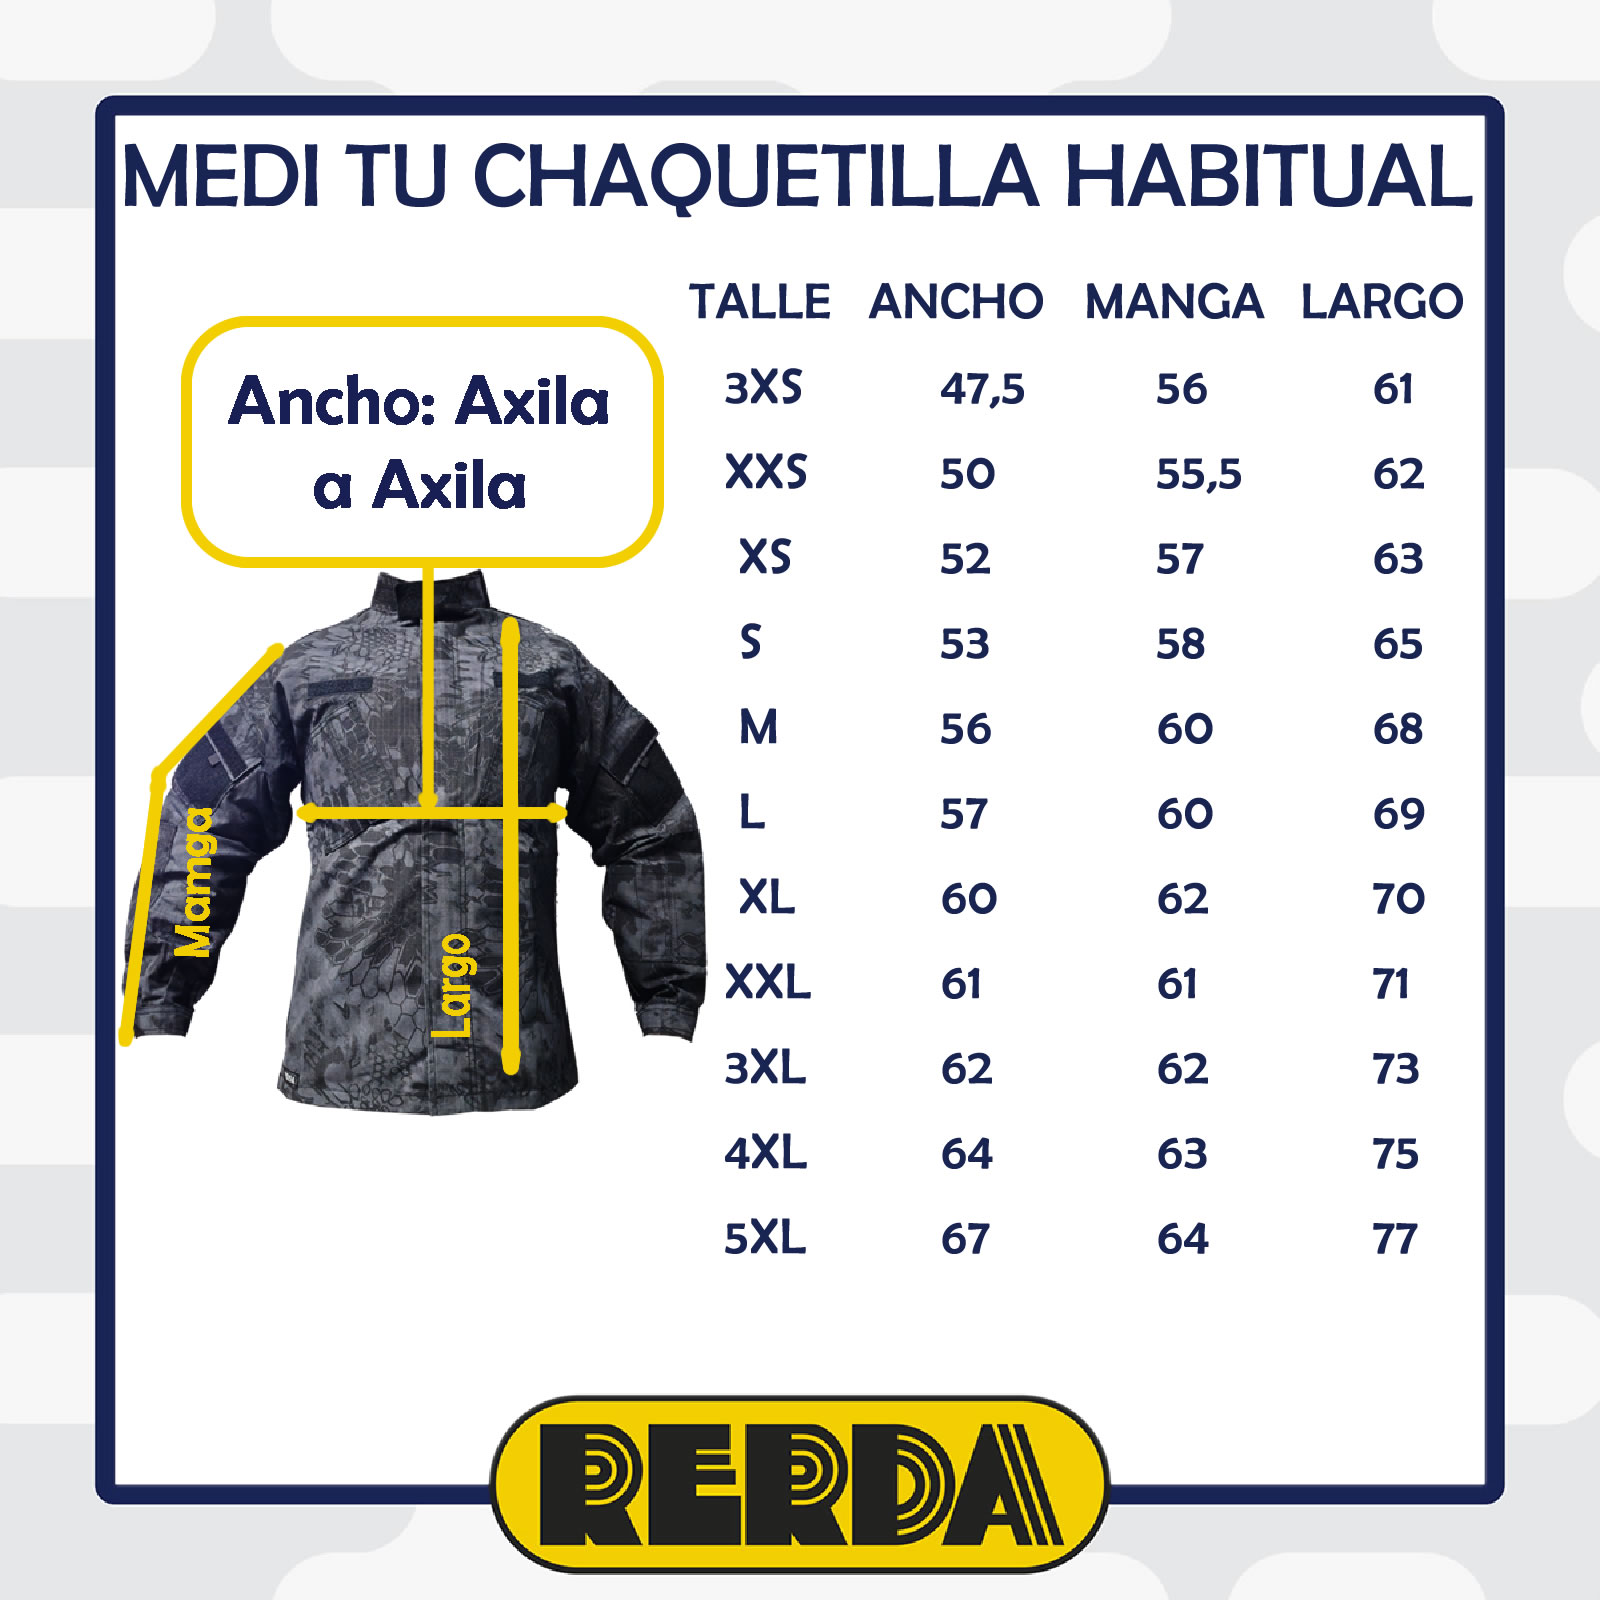 MEDI TU CHAQUETILLA HABITUAL
TALLE ANCHO MANGA LARGO
3XS 47,5 56 61
XXS 50 55,5 62
XS 52 57 63
S 53 58 65
M 56 60 68
L 57 60 69
XL 60 62 70
XXL 61 61 71
3XL 62 62 73
4XL 64 63 75
5XL 67 64 77
Ancho: Axila
a Axila
Mamga
Largo
RERDA